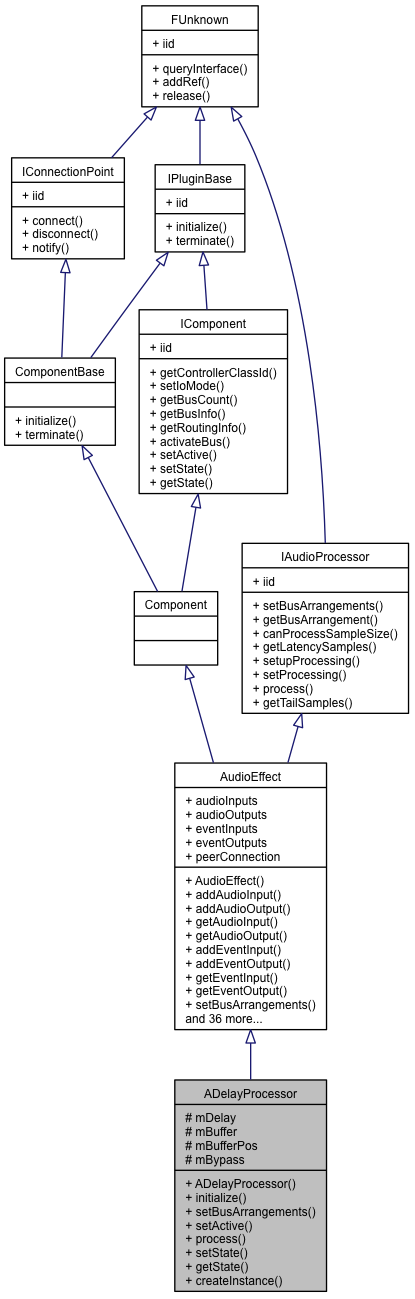 FUnknown
+ iid
+ queryInterface()
+ addRef()
+ release()
IConnectionPoint
+ iid
+ connect()
+ disconnect()
+ notify()
IPluginBase
+ iid
+ initialize()
+ terminate()
IComponent
+ iid
+ getControllerClassId()
+ setIoMode()
+ getBusCount()
+ getBusInfo()
+ getRoutingInfo()
+ activateBus()
+ setActive()
+ setState()
+ getState()
ComponentBase
+ initialize()
+ terminate()
IAudioProcessor
+ iid
+ setBusArrangements()
+ getBusArrangement()
+ canProcessSampleSize()
+ getLatencySamples()
+ setupProcessing()
+ setProcessing()
+ process()
+ getTailSamples()
Component
AudioEffect
+ audioInputs
+ audioOutputs
+ eventInputs
+ eventOutputs
+ peerConnection
+ AudioEffect()
+ addAudioInput()
+ addAudioOutput()
+ getAudioInput()
+ getAudioOutput()
+ addEventInput()
+ addEventOutput()
+ getEventInput()
+ getEventOutput()
+ setBusArrangements()
and 36 more...
ADelayProcessor
# mDelay
# mBuffer
# mBufferPos
# mBypass
+ ADelayProcessor()
+ initialize()
+ setBusArrangements()
+ setActive()
+ process()
+ setState()
+ getState()
+ createInstance()